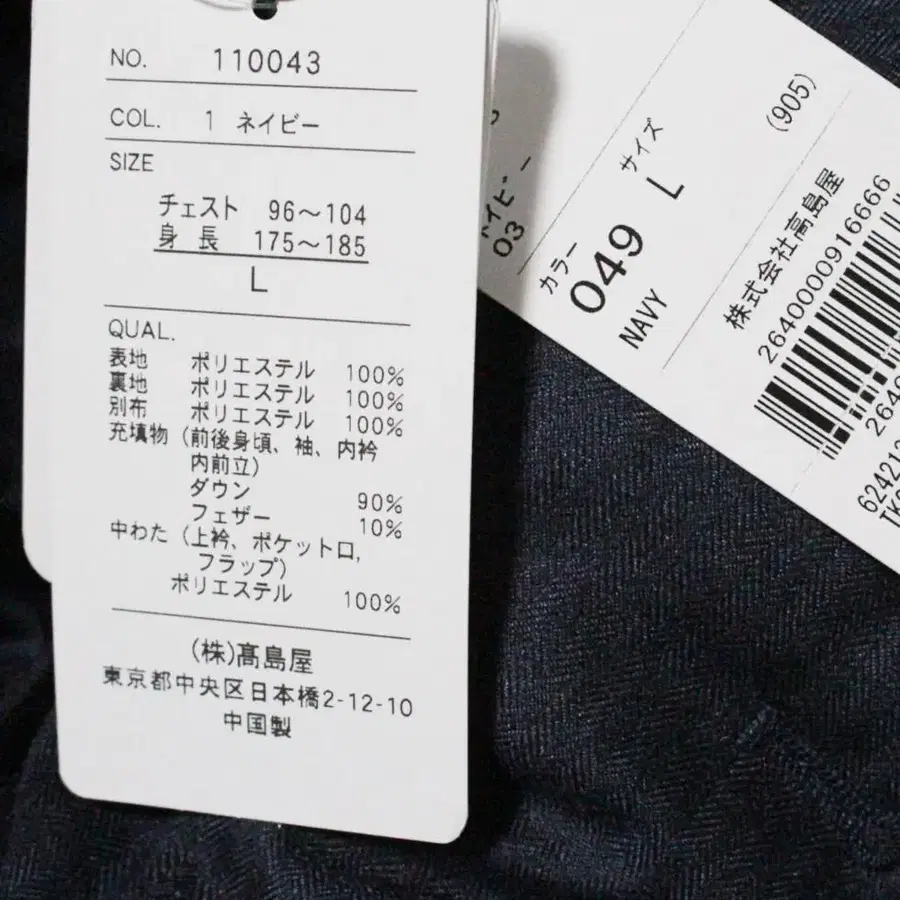 NO. 110043
COL. 1 ネイビー
SIZE
チェスト 96～104
身長 175～185
L
QUAL.
表地 ポリエステル 100%
裏地 ポリエステル 100%
別布 ポリエステル 100%
充填物(前後身頃、袖、内衿
内前立)
ダウン 90%
フェザー 10%
中わた(上衿、ポケット口,
フラップ)
ポリエステル 100%
(株)髙島屋
東京都中央区日本橋2-12-10
中国製
03
カラー サイズ
049 L
NAVY
(905)
株式会社高島屋
2640000916666